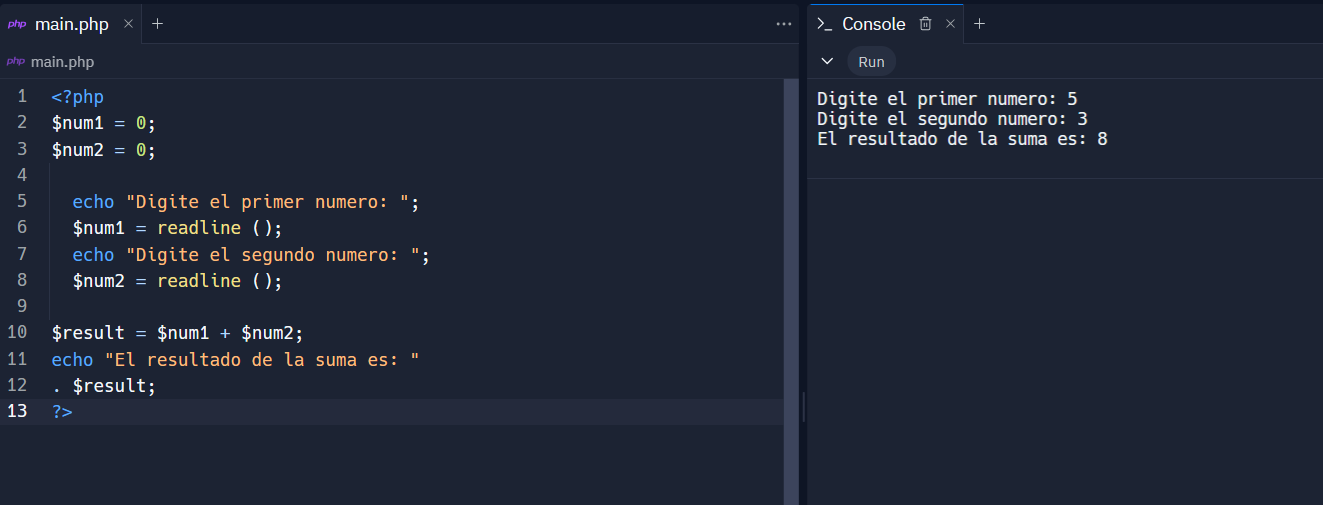 php main.php
php main.php
1 <?php
2 $num1 = 0;
3 $num2 = 0;
4
5 echo "Digite el primer numero: ";
6 $num1 = readline ();
7 echo "Digite el segundo numero: ";
8 $num2 = readline ();
9
10 $result = $num1 + $num2;
11 echo "El resultado de la suma es: "
12 . $result;
13 ?>
Console
Run
Digite el primer numero: 5
Digite el segundo numero: 3
El resultado de la suma es: 8